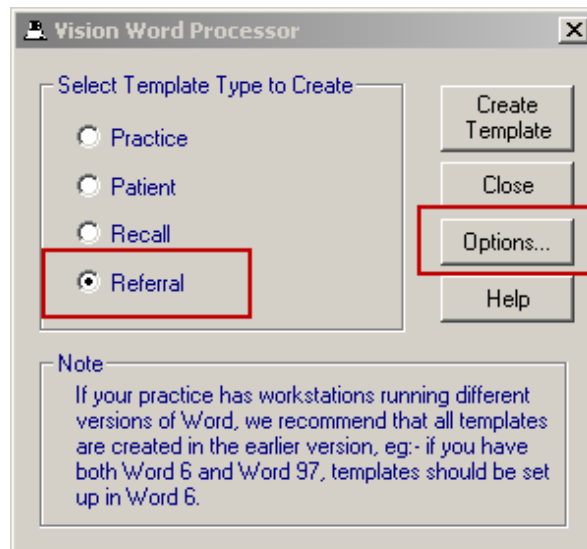 Vision Word Processor
Select Template Type to Create
Practice
Patient
Recall
Referral
Create
Template
Close
Options...
Help
Note
If your practice has workstations running different
versions of Word, we recommend that all templates
are created in the earlier version, eg:- if you have
both Word 6 and Word 97, templates should be set
up in Word 6.